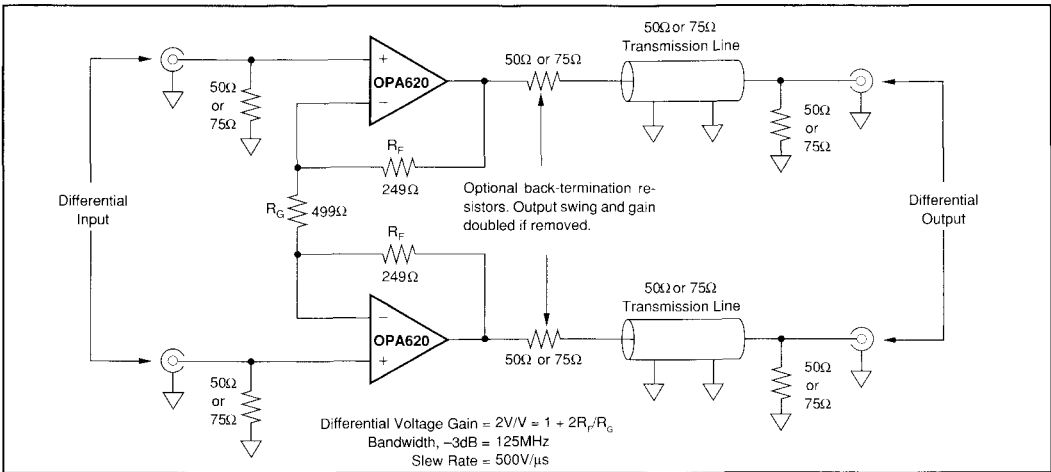 50Ω or 75Ω
Transmission Line
50Ω or 75Ω
+
OPA620
−
50Ω
or
75Ω
50Ω
or
75Ω
R_F
249Ω
Optional back-termination re-
sistors. Output swing and gain
doubled if removed.
Differential
Input
R_G 499Ω
Differential
Output
R_F
249Ω
50Ω or 75Ω
Transmission Line
−
OPA620
+
50Ω or 75Ω
50Ω
or
75Ω
50Ω
or
75Ω
Differential Voltage Gain = 2V/V = 1 + 2R_F/R_G
Bandwidth, −3dB = 125MHz
Slew Rate = 500V/µs